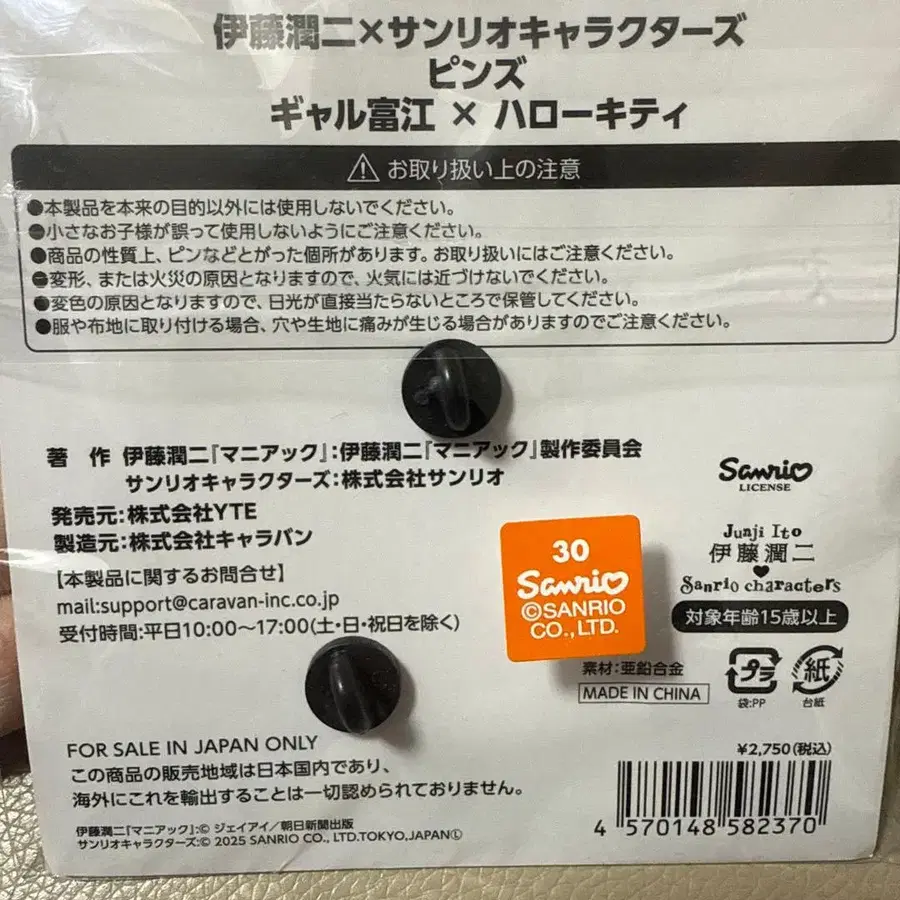 伊藤潤二×サンリオキャラクターズ
ピンズ
ギャル富江 × ハローキティ
お取り扱い上の注意
●本製品を本来の目的以外には使用しないでください。
●小さなお子様が誤って使用しないようにご注意ください。
●商品の性質上、ピンなどとがった個所があります。お取り扱いにはご注意ください。
●変形、または火災の原因となりますので、火気には近づけないでください。
●変色の原因となりますので、日光が直接当たらないところで保管してください。
●服や布地に取り付ける場合、穴や生地に痛みが生じる場合がありますのでご注意ください。
著 作 伊藤潤二『マニアック』:伊藤潤二『マニアック』製作委員会
サンリオキャラクターズ:株式会社サンリオ
発売元:株式会社YTE
製造元:株式会社キャラバン
【本製品に関するお問合せ】
mail:support@caravan-inc.co.jp
受付時間:平日10:00~17:00(土・日・祝日を除く)
Sanrio
LICENSE
Junji Ito
伊藤潤二
Sanrio characters
対象年齢15歳以上
30
Sanrio
©SANRIO
CO., LTD.
素材:亜鉛合金
MADE IN CHINA
プラ
袋:PP
紙
台紙
FOR SALE IN JAPAN ONLY
この商品の販売地域は日本国内であり、
海外にこれを輸出することは一切認められておりません。
伊藤潤二『マニアック』:© ジェイアイ/朝日新聞出版
サンリオキャラクターズ:© 2025 SANRIO CO., LTD.TOKYO,JAPAN Ⓛ
¥2,750(税込)
4 570148 582370